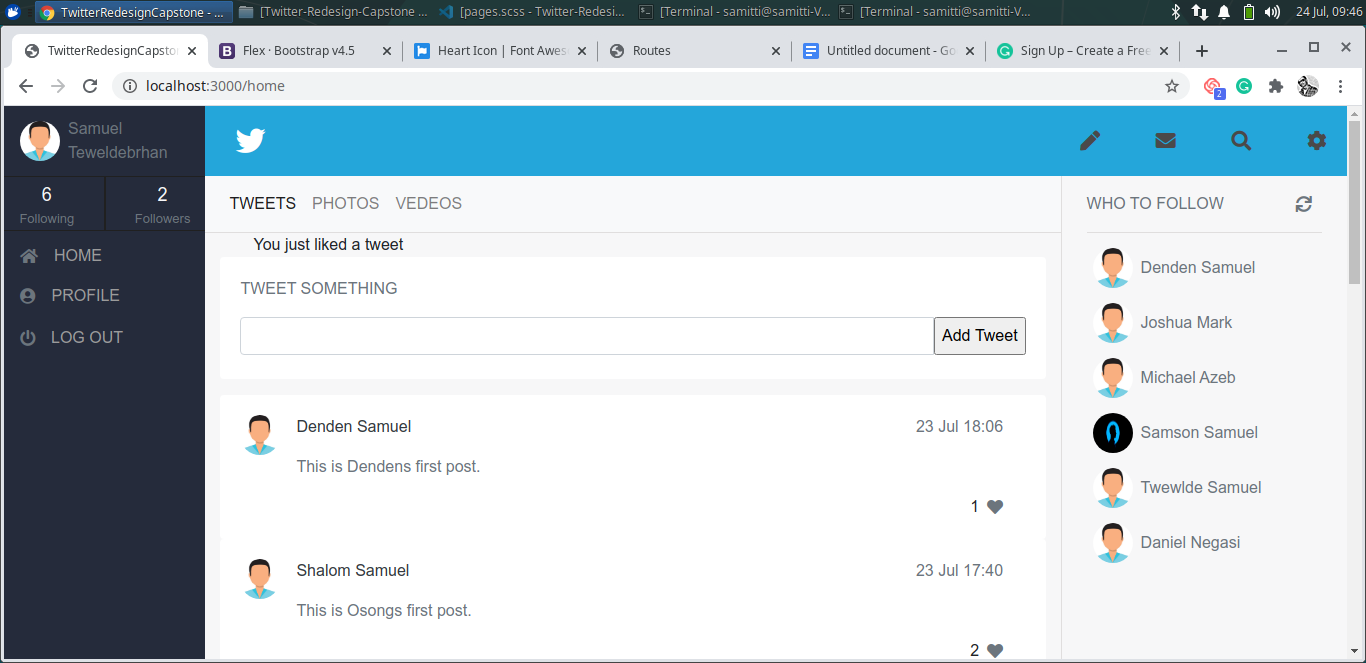 TwitterRedesignCapstone - ...
[Twitter-Redesign-Capstone ...
[pages.scss - Twitter-Redesi...
[Terminal - samitti@samitti-V...
[Terminal - samitti@samitti-V...
24 Jul, 09:46
TwitterRedesignCapston
Flex · Bootstrap v4.5
Heart Icon | Font Awes
Routes
Untitled document - Go
Sign Up – Create a Free
localhost:3000/home
2
Samuel
Teweldebrhan
6
Following
2
Followers
HOME
PROFILE
LOG OUT
TWEETS
PHOTOS
VEDEOS
You just liked a tweet
TWEET SOMETHING
Add Tweet
Denden Samuel
23 Jul 18:06
This is Dendens first post.
1
Shalom Samuel
23 Jul 17:40
This is Osongs first post.
2
WHO TO FOLLOW
Denden Samuel
Joshua Mark
Michael Azeb
Samson Samuel
Twewlde Samuel
Daniel Negasi